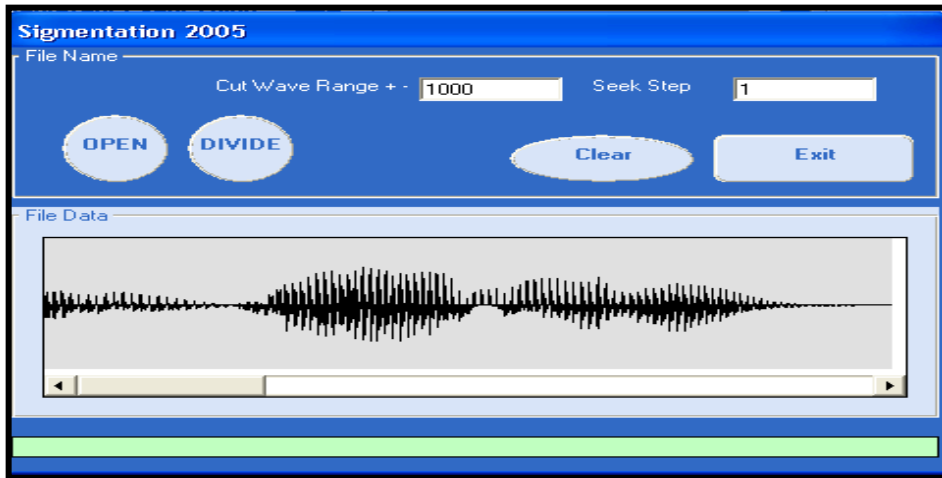 Sigmentation 2005
File Name
Cut Wave Range + - 1000 Seek Step 1
OPEN DIVIDE Clear Exit
File Data